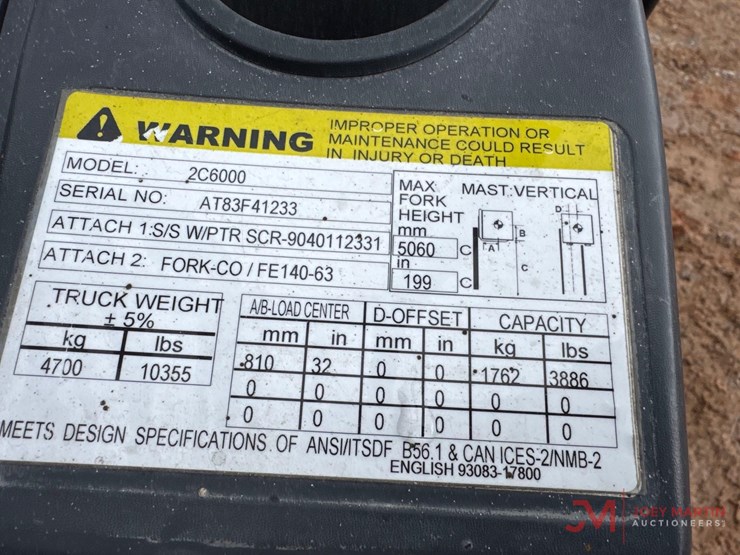 WARNING
IMPROPER OPERATION OR
MAINTENANCE COULD RESULT
IN INJURY OR DEATH
MODEL: 2C6000
SERIAL NO: AT83F41233
ATTACH 1:S/S W/PTR SCR-9040112331
ATTACH 2: FORK-CO / FE140-63
MAX FORK HEIGHT
MAST:VERTICAL
mm
5060 C
in
199 C
D
B
A
C
TRUCK WEIGHT
± 5%
kg lbs
4700 10355
A/B-LOAD CENTER D-OFFSET CAPACITY
mm in mm in kg lbs
810 32 0 0 1762 3886
0 0 0 0 0 0
0 0 0 0 0 0
MEETS DESIGN SPECIFICATIONS OF ANSI/ITSDF B56.1 & CAN ICES-2/NMB-2
ENGLISH 93083-17800
JM JOEY MARTIN
AUCTIONEERS